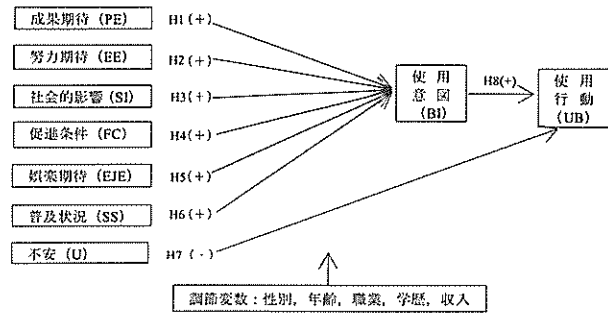 成果期待（PE）
H1（+）
努力期待（EE）
H2（+）
社会的影響（SI）
H3（+）
促進条件（FC）
H4（+）
娯楽期待（EJE）
H5（+）
普及状況（SS）
H6（+）
不安（U）
H7（-）
使用
意図
(BI)
H8(+)
使用
行動
(UB)
調節変数：性別，年齢，職業，学歴，収入